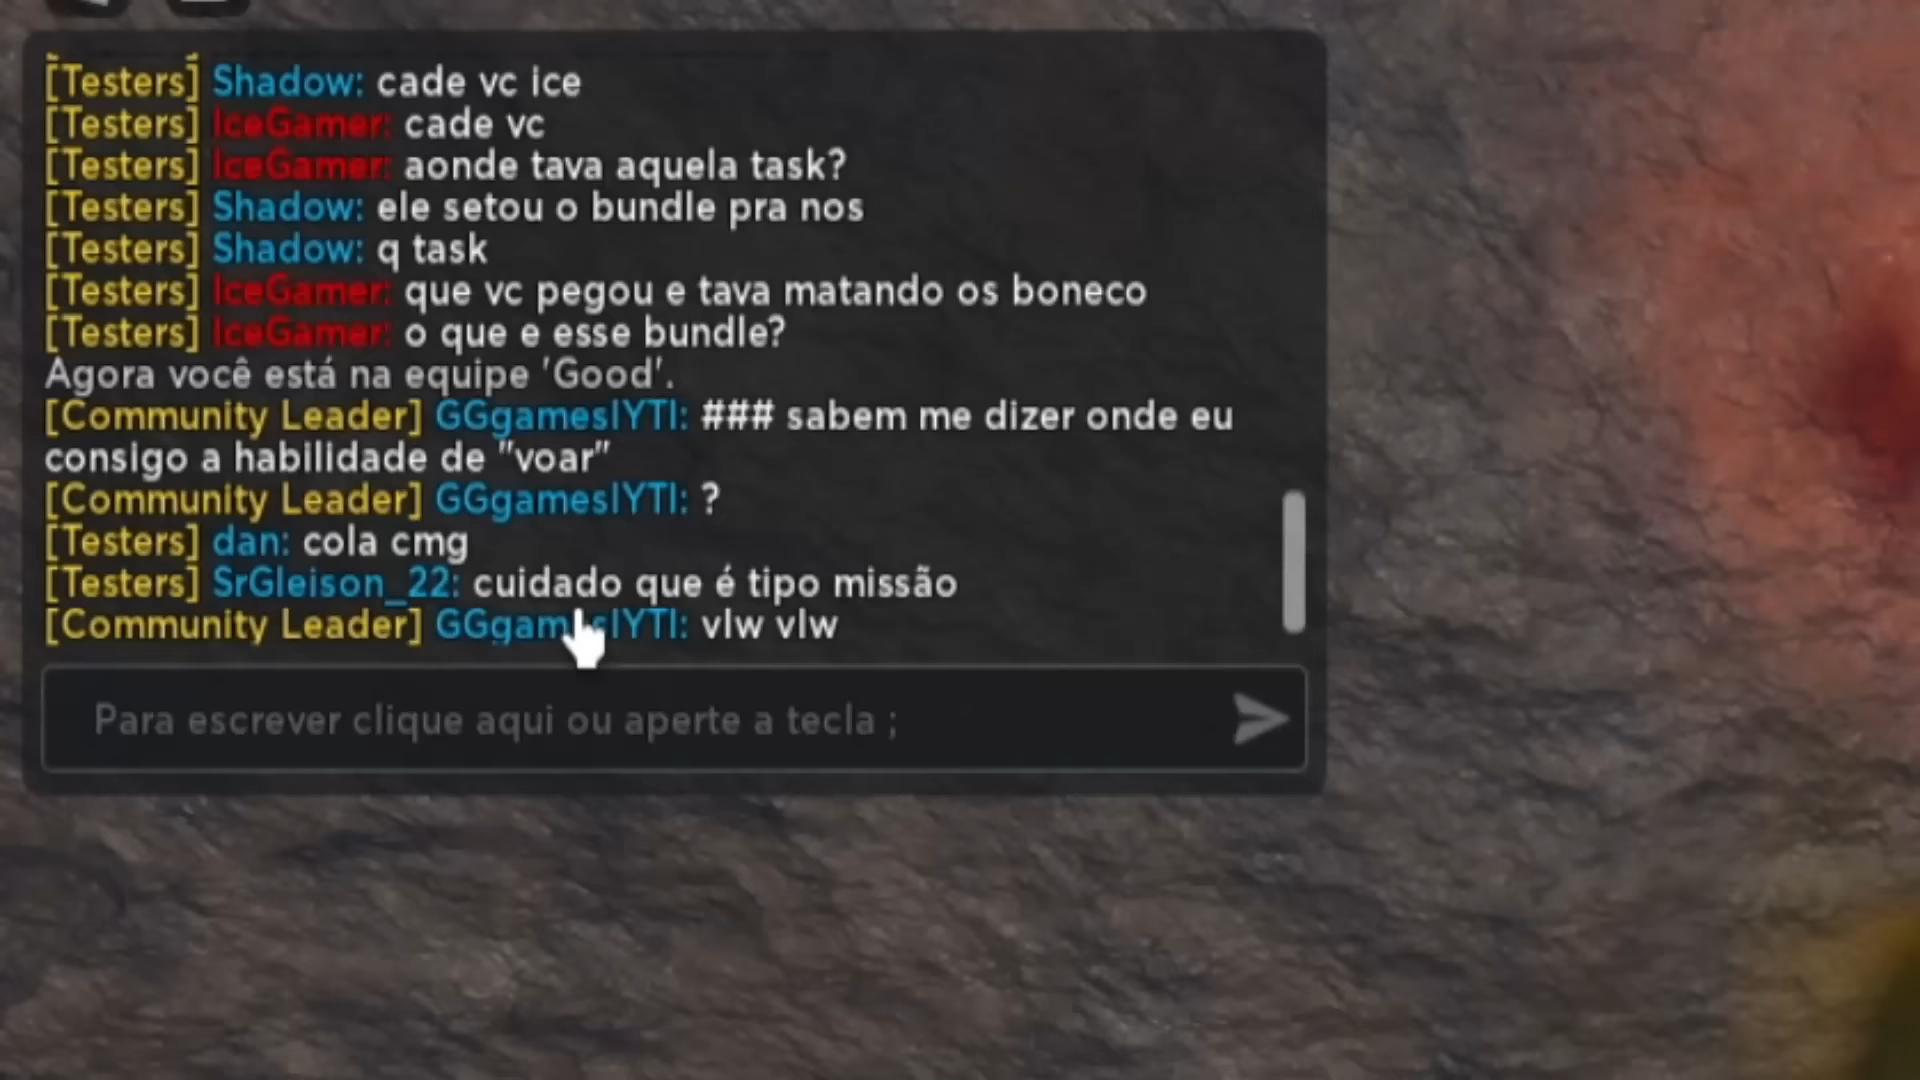 [Testers] Shadow: cade vc ice
[Testers] IceGamer: cade vc
[Testers] IceGamer: aonde tava aquela task?
[Testers] Shadow: ele setou o bundle pra nos
[Testers] Shadow: q task
[Testers] IceGamer: que vc pegou e tava matando os boneco
[Testers] IceGamer: o que e esse bundle?
Agora você está na equipe 'Good'.
[Community Leader] GGgamesIYTI: ### sabem me dizer onde eu
consigo a habilidade de "voar"
[Community Leader] GGgamesIYTI: ?
[Testers] dan: cola cmg
[Testers] SrGleison_22: cuidado que é tipo missão
[Community Leader] GGgamesIYTI: vlw vlw
Para escrever clique aqui ou aperte a tecla ;